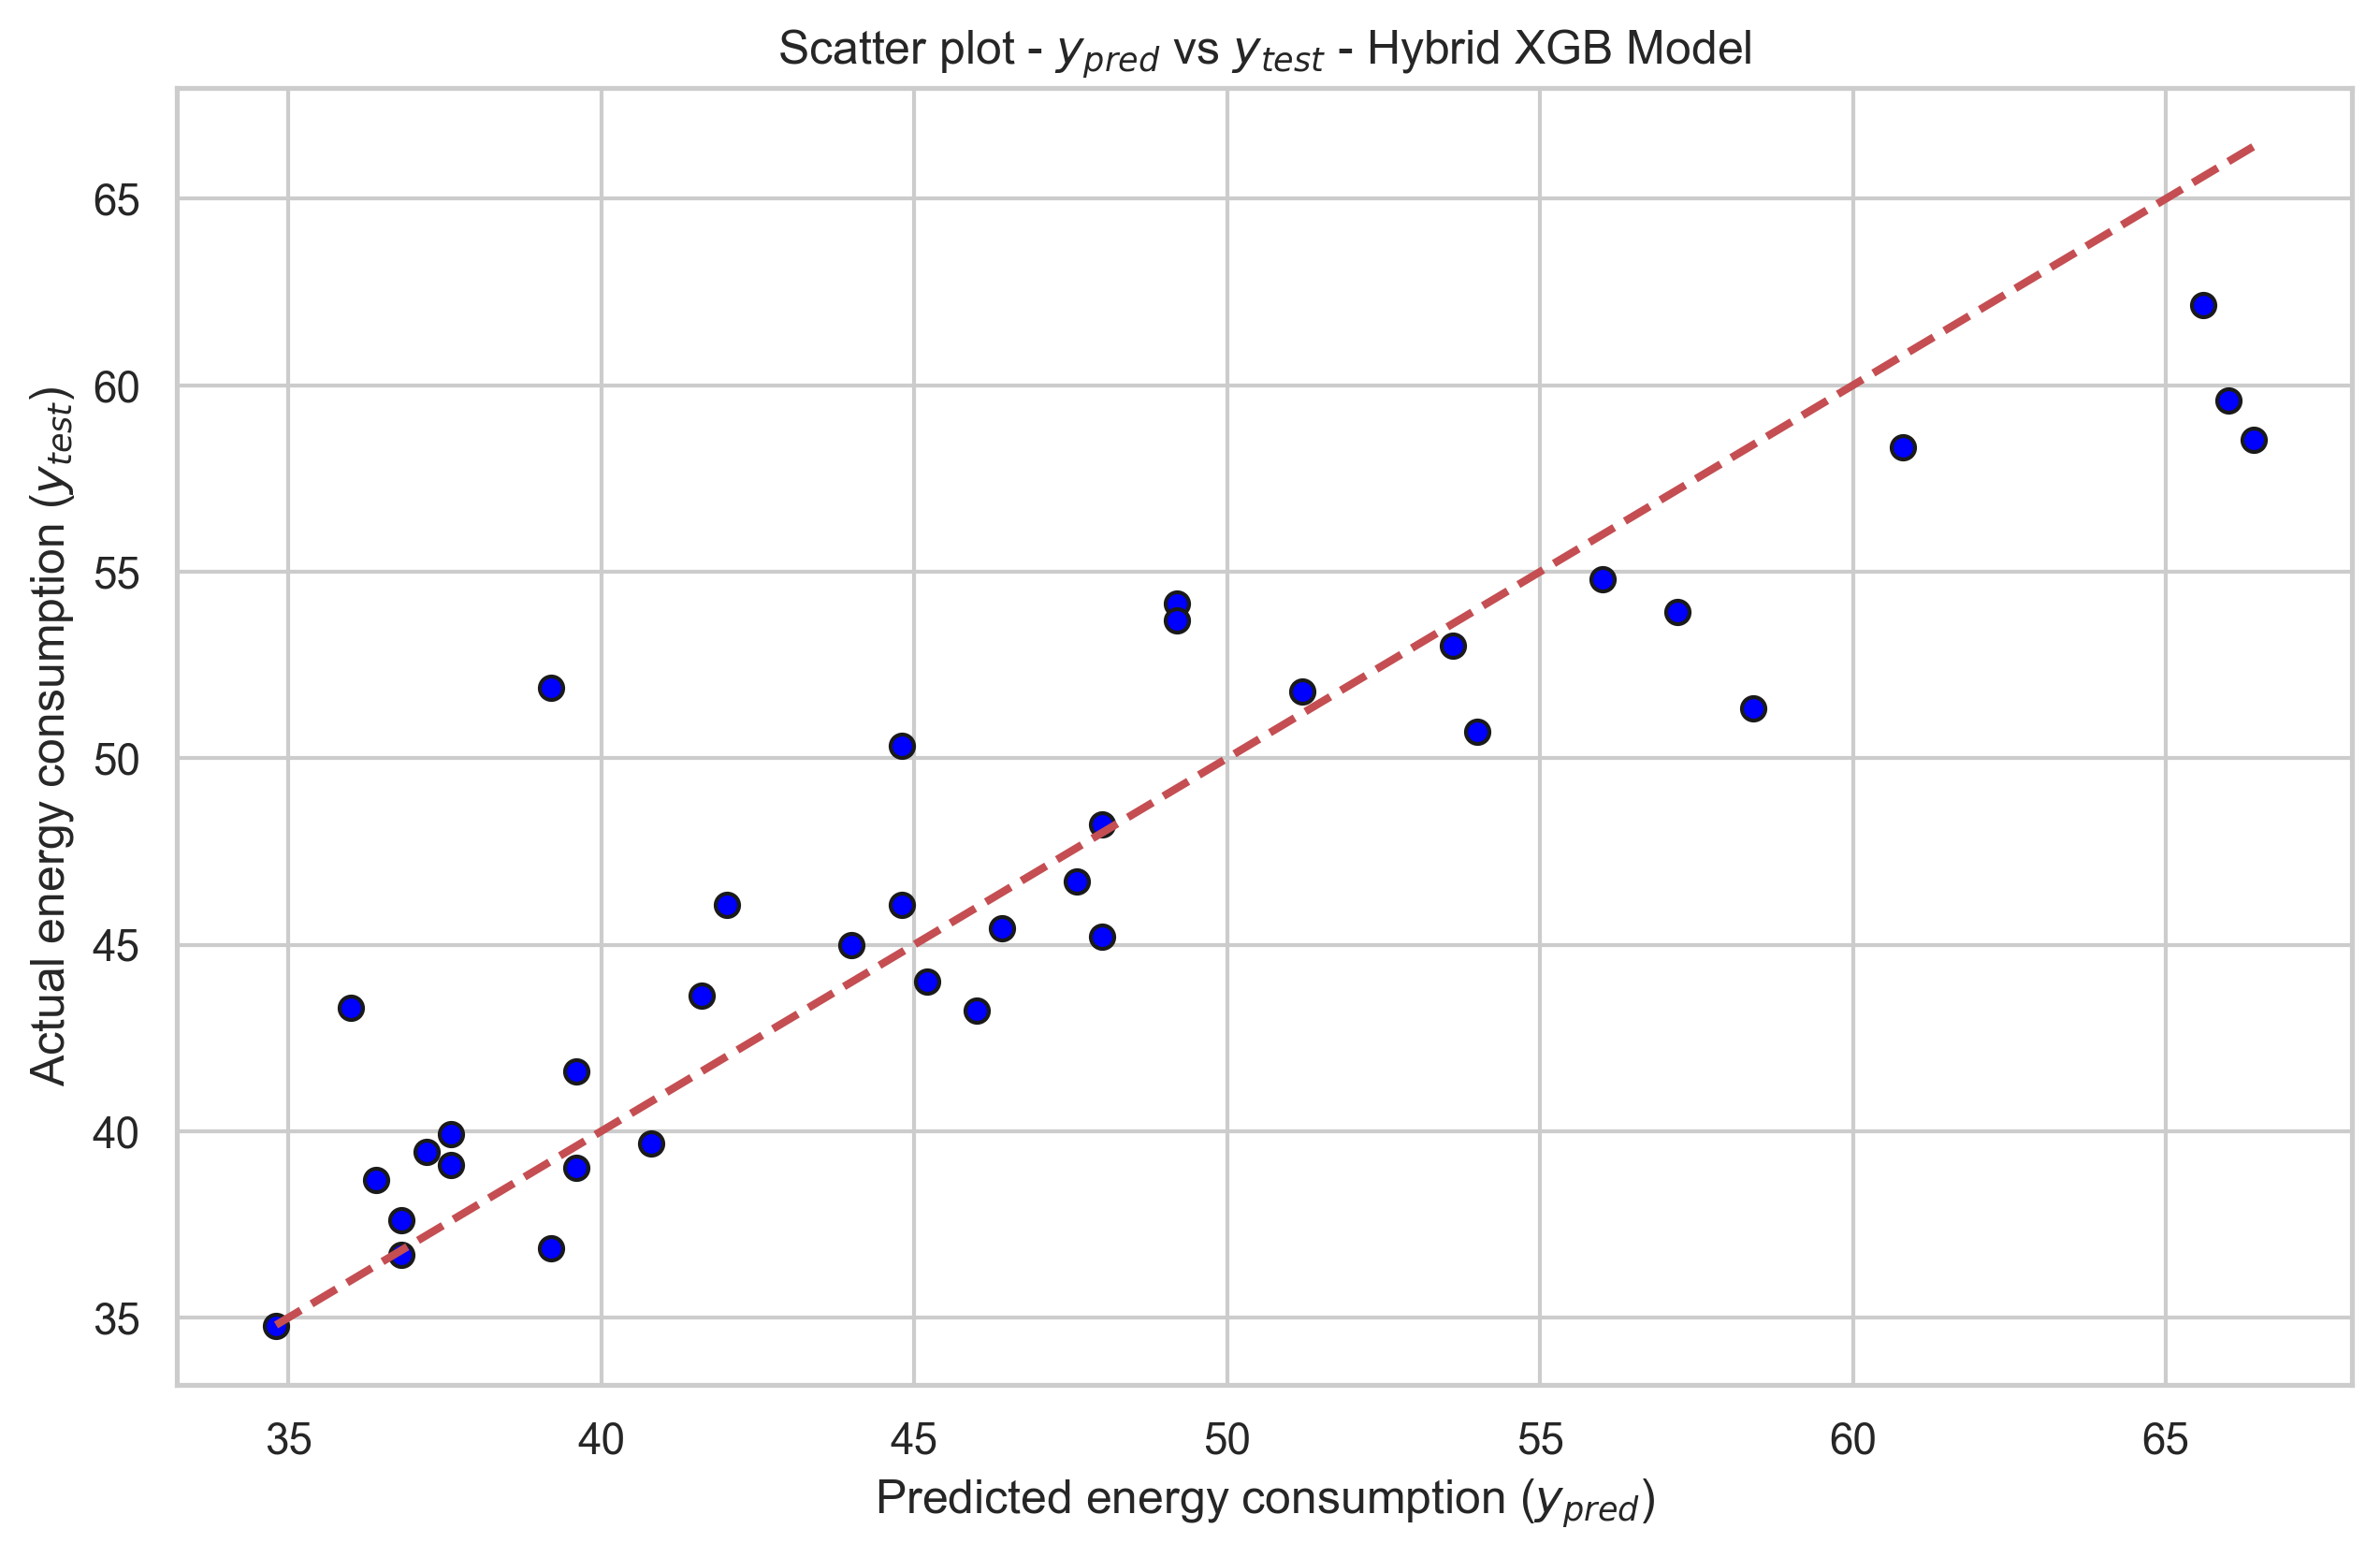 Scatter plot - y_pred vs y_test - Hybrid XGB Model
65
60
55
50
45
40
35
Actual energy consumption (y_test)
35 40 45 50 55 60 65
Predicted energy consumption (y_pred)